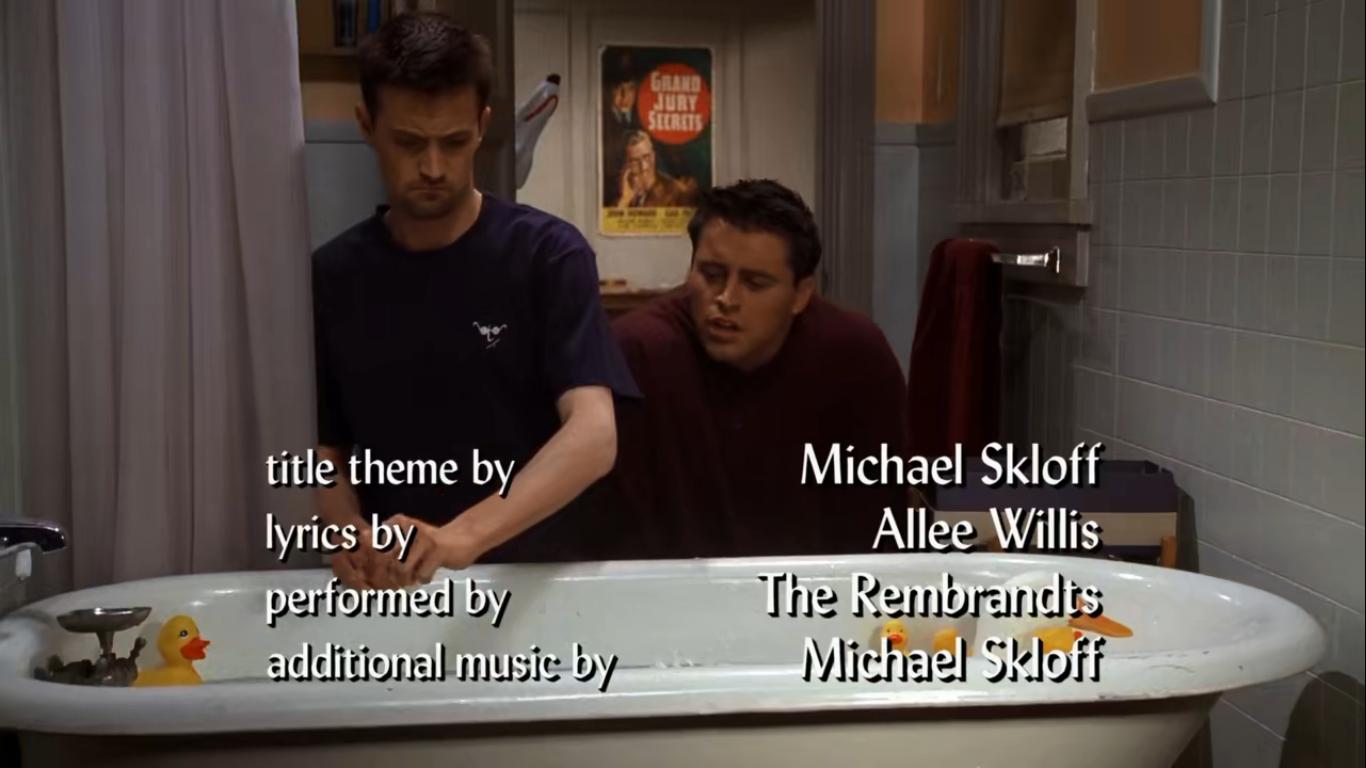 GRAND
JURY
SECRETS
title theme by Michael Skloff
lyrics by Allee Willis
performed by The Rembrandts
additional music by Michael Skloff